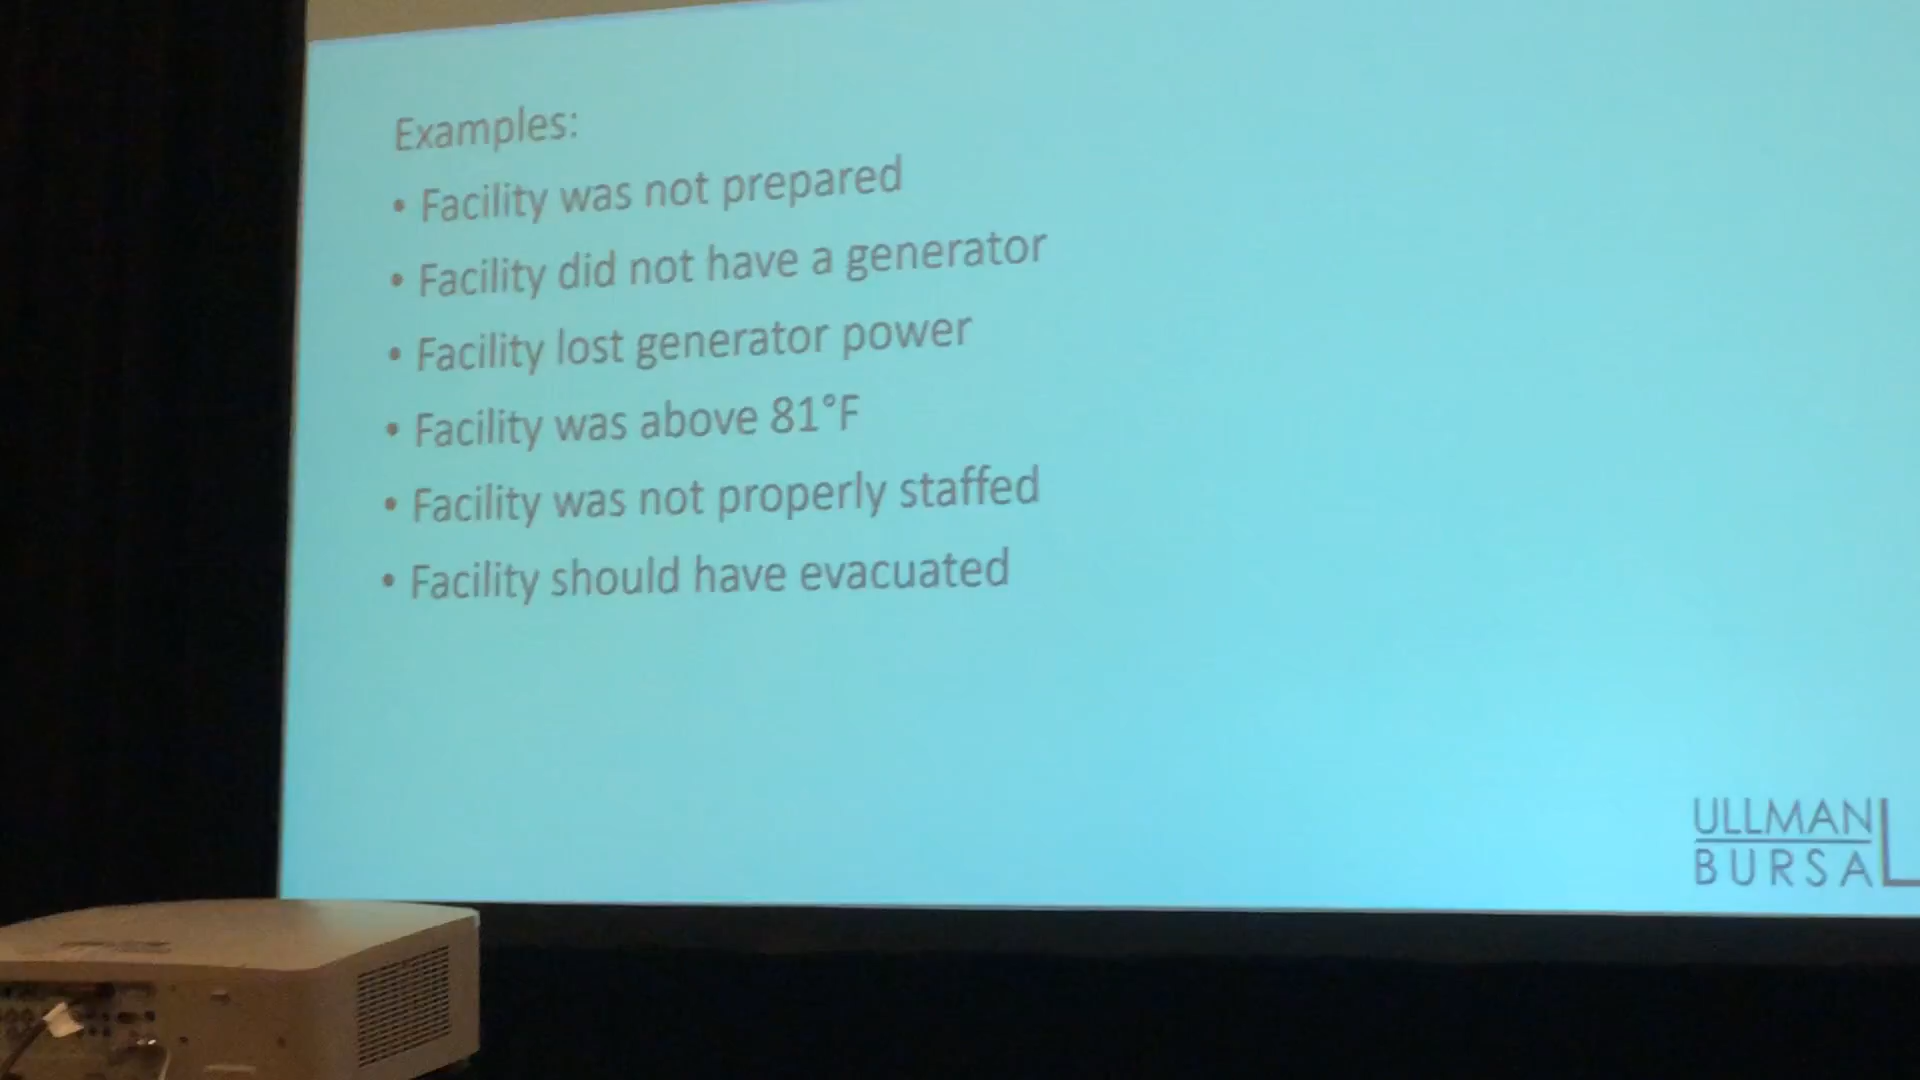 Examples:
• Facility was not prepared
• Facility did not have a generator
• Facility lost generator power
• Facility was above 81°F
• Facility was not properly staffed
• Facility should have evacuated
ULLMAN
BURSA